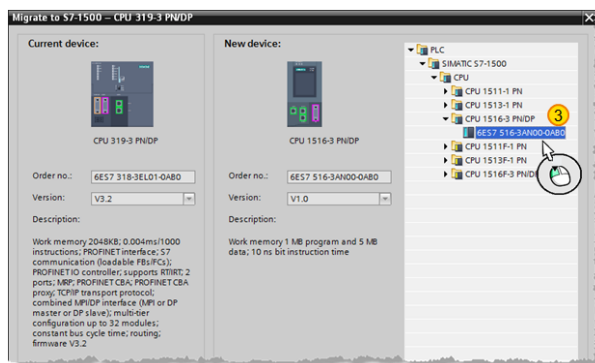 Migrate to S7-1500 -- CPU 319-3 PN/DP
Current device:
CPU 319-3 PN/DP
Order no.: 6ES7 318-3EL01-0AB0
Version: V3.2
Description:
Work memory 2048KB; 0.004ms/1000
instructions; PROFINET interface; S7
communication (loadable FBs/FCs);
PROFINET IO controller; supports RT/IRT; 2
ports; MRP; PROFINET CBA; PROFINET CBA
proxy; TCP/IP transport protocol;
combined MPI/DP interface (MPI or DP
master or DP slave); multi-tier
configuration up to 32 modules;
constant bus cycle time; routing;
firmware V3.2
New device:
CPU 1516-3 PN/DP
Order no.: 6ES7 516-3AN00-0AB0
Version: V1.0
Description:
Work memory 1 MB program and 5 MB
data; 10 ns bit instruction time
PLC
SIMATIC S7-1500
CPU
CPU 1511-1 PN
CPU 1513-1 PN
CPU 1516-3 PN/DP
3
6ES7 516-3AN00-0AB0
CPU 1511F-1 PN
CPU 1513F-1 PN
CPU 1516F-3 PN/D